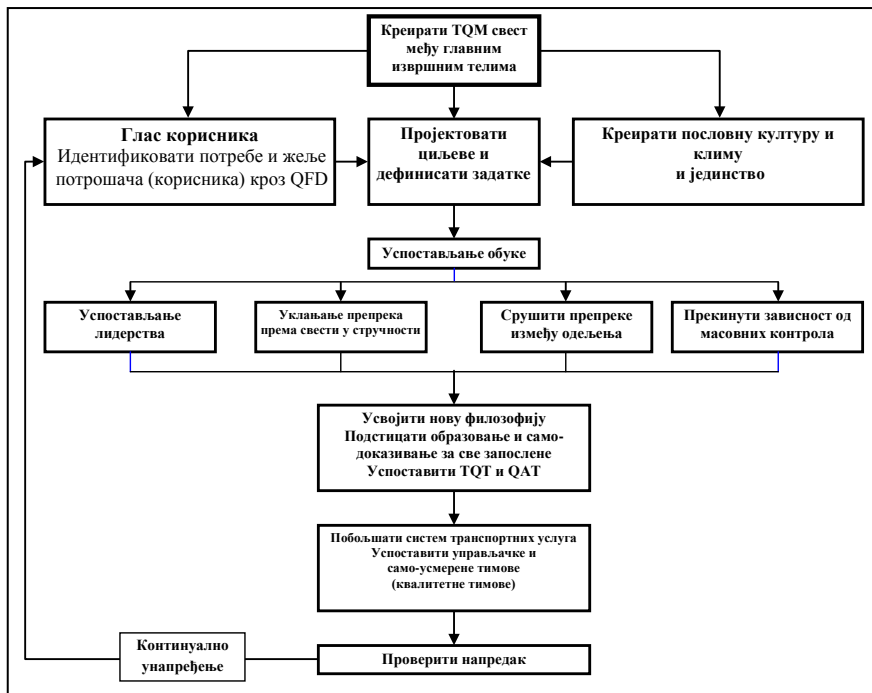 Креирати TQM свест
међу главним
извршним телима
Глас корисника
Идентификовати потребе и жеље
потрошача (корисника) кроз QFD
Пројектовати
циљеве и
дефинисати задатке
Креирати пословну културу и
климу
и јединство
Успостављање обуке
Успостављање
лидерства
Уклањање препрека
према свести у стручности
Срушити препреке
између одељења
Прекинути зависност од
масовних контрола
Усвојити нову филозофију
Подстицати образовање и само-
доказивање за све запослене
Успоставити TQT и QAT
Побољшати систем транспортних услуга
Успоставити управљачке и
само-усмерене тимове
(квалитетне тимове)
Континуално
унапређење
Проверити напредак